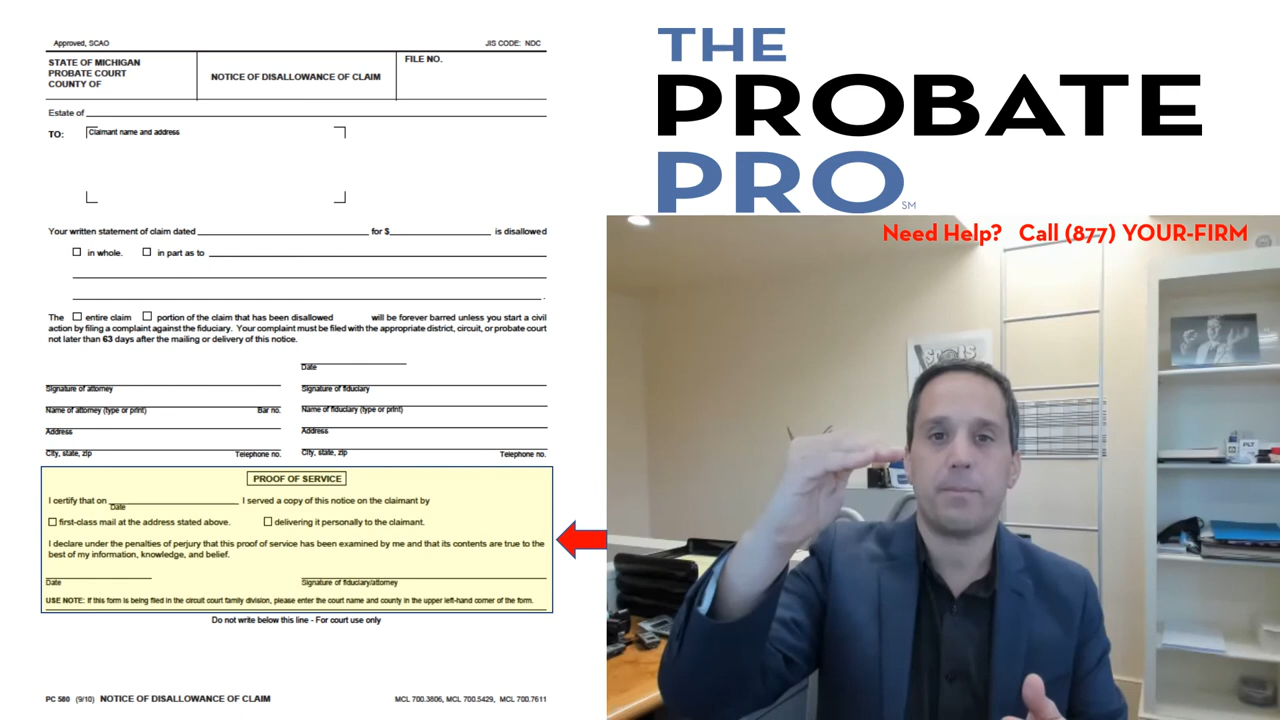 Approved, SCAO
JIS CODE: NDC
STATE OF MICHIGAN
PROBATE COURT
COUNTY OF
NOTICE OF DISALLOWANCE OF CLAIM
FILE NO.
Estate of
TO:
Claimant name and address
Your written statement of claim dated for $ is disallowed
in whole. in part as to
.
The entire claim portion of the claim that has been disallowed will be forever barred unless you start a civil
action by filing a complaint against the fiduciary. Your complaint must be filed with the appropriate district, circuit, or probate court
not later than 63 days after the mailing or delivery of this notice.
Date
Signature of attorney
Signature of fiduciary
Name of attorney (type or print) Bar no.
Name of fiduciary (type or print)
Address
Address
City, state, zip Telephone no.
City, state, zip Telephone no.
PROOF OF SERVICE
I certify that on I served a copy of this notice on the claimant by
Date
first-class mail at the address stated above. delivering it personally to the claimant.
I declare under the penalties of perjury that this proof of service has been examined by me and that its contents are true to the
best of my information, knowledge, and belief.
Date
Signature of fiduciary/attorney
USE NOTE: If this form is being filed in the circuit court family division, please enter the court name and county in the upper left-hand corner of the form.
Do not write below this line - For court use only
PC 580 (9/10) NOTICE OF DISALLOWANCE OF CLAIM
MCL 700.3806, MCL 700.5429, MCL 700.7611
THE
PROBATE
PRO
SM
Need Help? Call (877) YOUR-FIRM
PLT